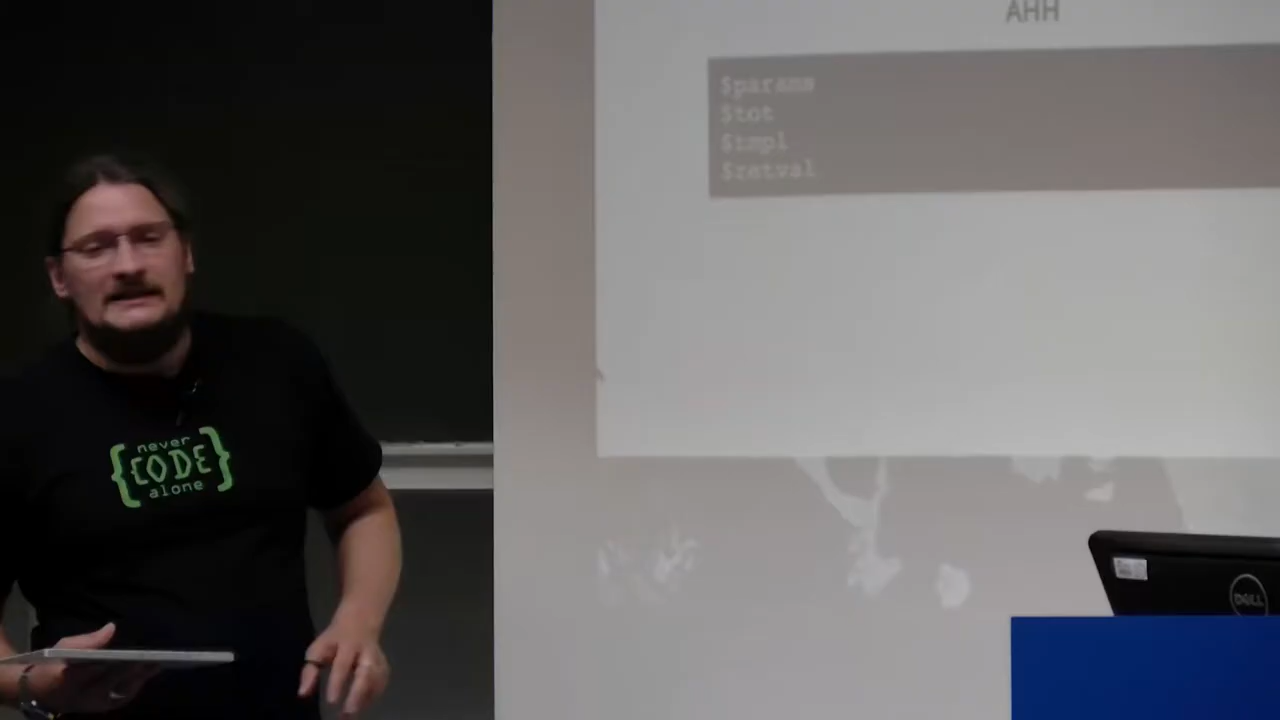 AHH
$params
$tot
$tmpl
$retval
never
{CODE}
alone
DELL